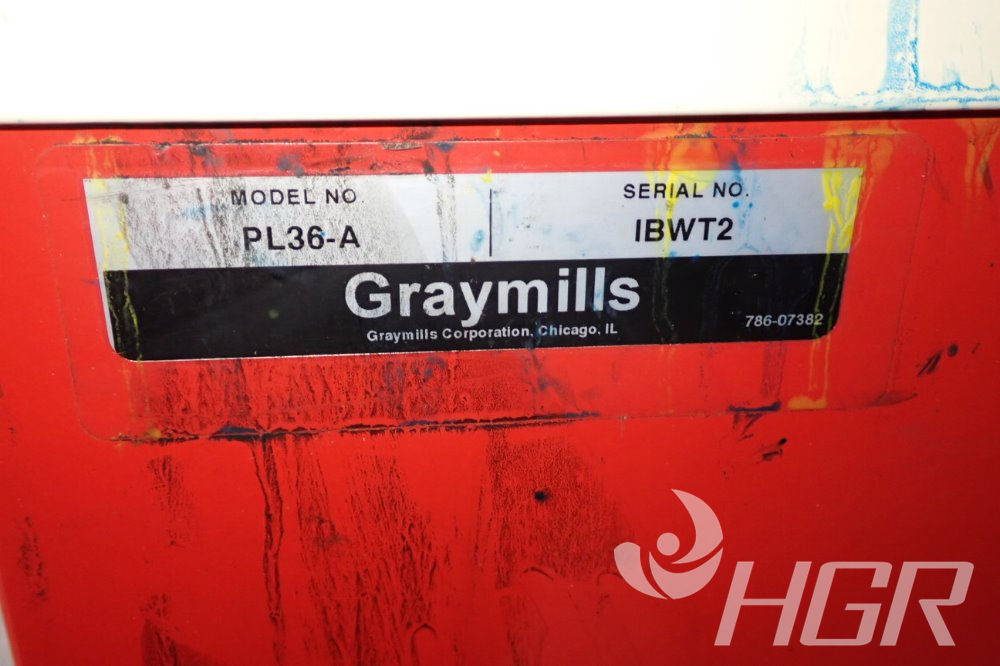 MODEL NO
SERIAL NO.
PL36-A
IBWT2
Graymills
Graymills Corporation, Chicago, IL
786-07382
HGR